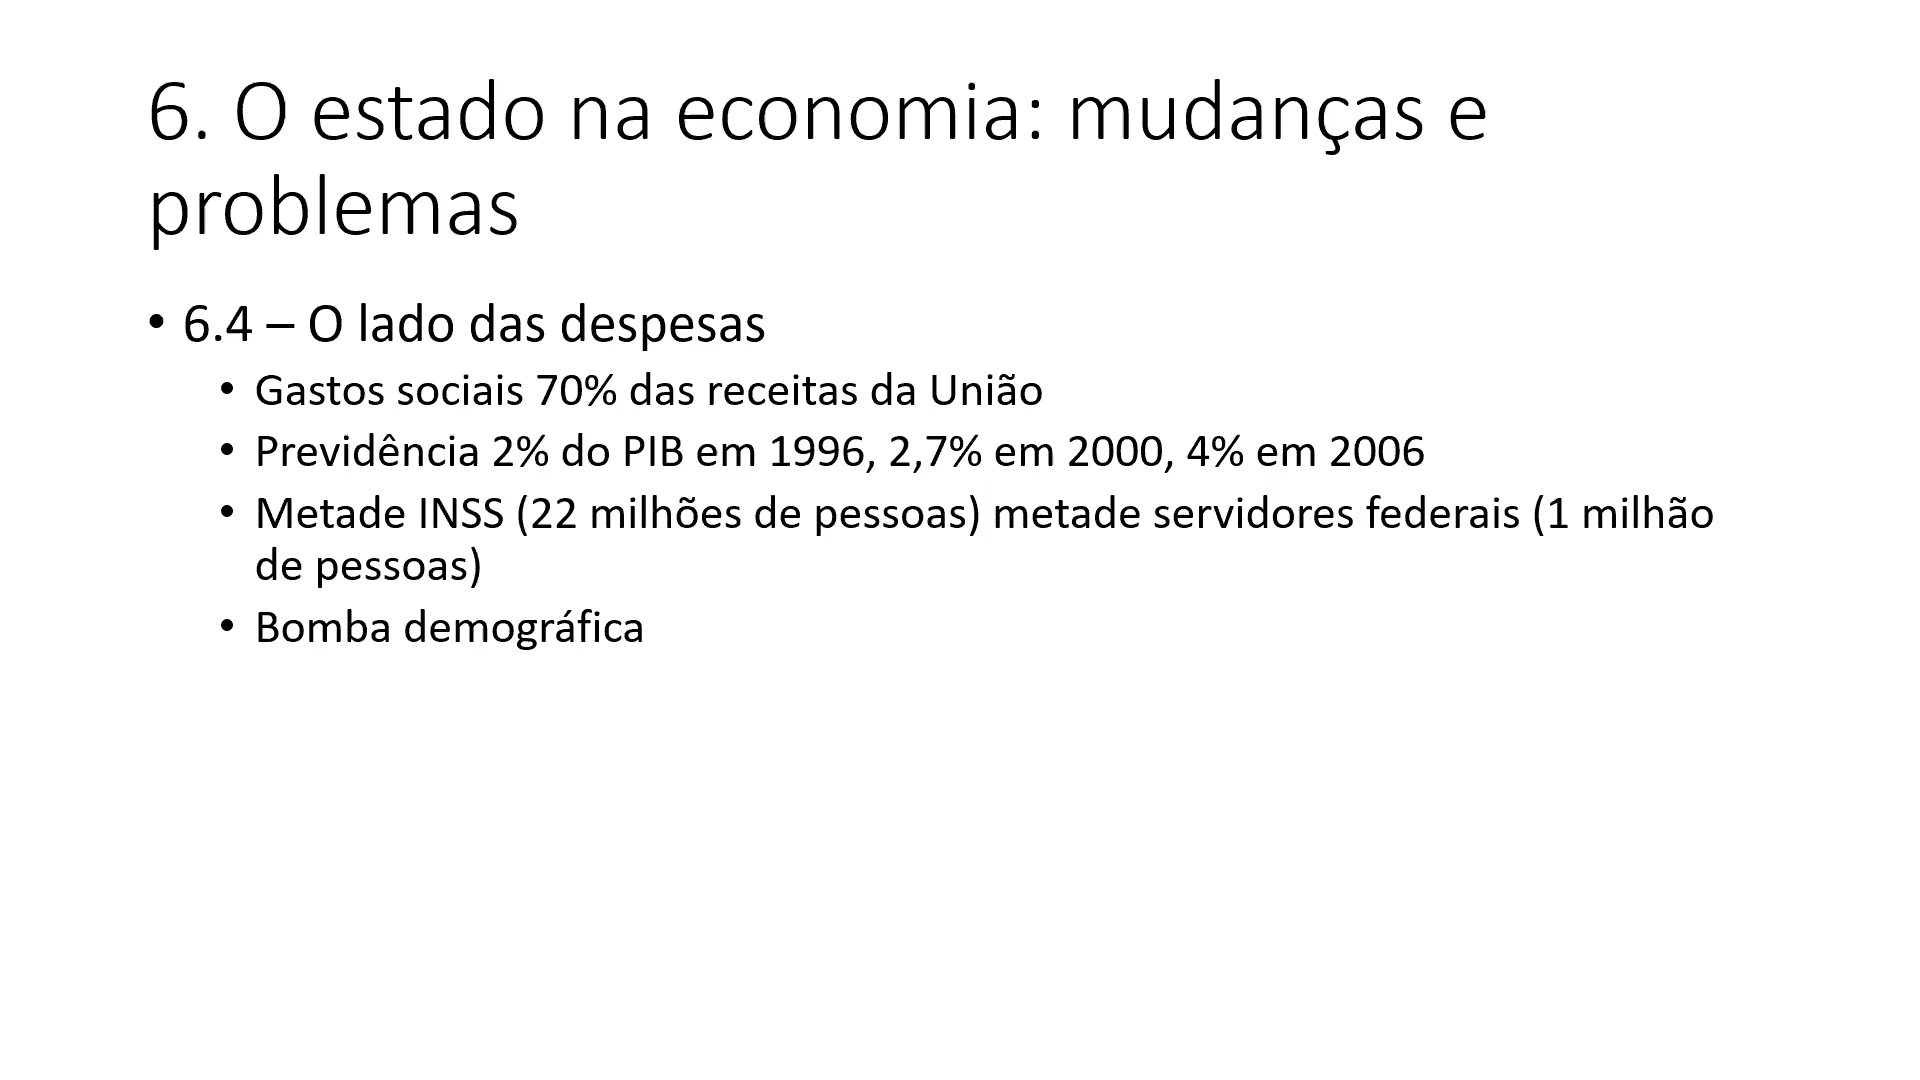 6. O estado na economia: mudanças e
problemas
• 6.4 – O lado das despesas
• Gastos sociais 70% das receitas da União
• Previdência 2% do PIB em 1996, 2,7% em 2000, 4% em 2006
• Metade INSS (22 milhões de pessoas) metade servidores federais (1 milhão
de pessoas)
• Bomba demográfica